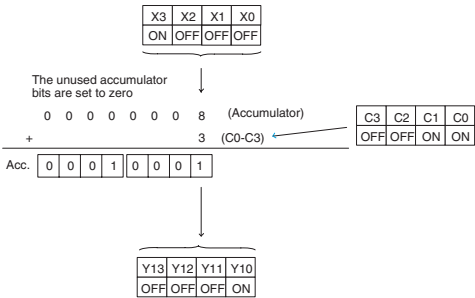 X3 X2 X1 X0
ON OFF OFF OFF
The unused accumulator
bits are set to zero
0 0 0 0 0 0 0 8 (Accumulator)
+ 3 (C0-C3)
C3 C2 C1 C0
OFF OFF ON ON
Acc. 0 0 0 1 0 0 0 1
Y13 Y12 Y11 Y10
OFF OFF OFF ON